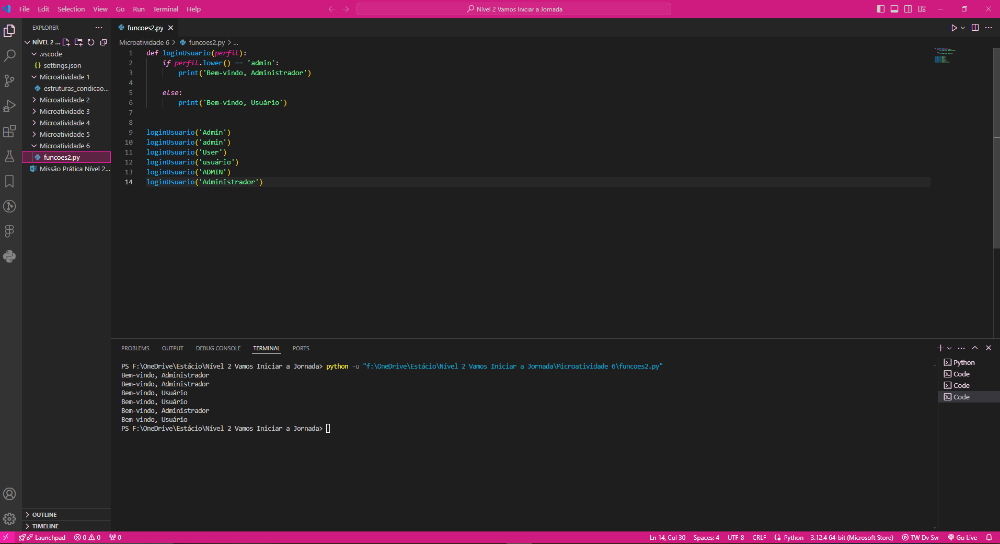 File Edit Selection View Go Run Terminal Help
Nível 2 Vamos Iniciar a Jornada
EXPLORER
NÍVEL 2 ...
.vscode
settings.json
Microatividade 1
estruturas_condicao...
Microatividade 2
Microatividade 3
Microatividade 4
Microatividade 5
Microatividade 6
funcoes2.py
Missão Prática Nível 2...
OUTLINE
TIMELINE
funcoes2.py
Microatividade 6 > funcoes2.py > ...
1 def loginUsuario(perfil):
2 if perfil.lower() == 'admin':
3 print('Bem-vindo, Administrador')
4
5 else:
6 print('Bem-vindo, Usuário')
7
8
9 loginUsuario('Admin')
10 loginUsuario('admin')
11 loginUsuario('User')
12 loginUsuario('usuário')
13 loginUsuario('ADMIN')
14 loginUsuario('Administrador')
PROBLEMS OUTPUT DEBUG CONSOLE TERMINAL PORTS
PS F:\OneDrive\Estácio\Nível 2 Vamos Iniciar a Jornada> python -u "f:\OneDrive\Estácio\Nível 2 Vamos Iniciar a Jornada\Microatividade 6\funcoes2.py"
Bem-vindo, Administrador
Bem-vindo, Administrador
Bem-vindo, Usuário
Bem-vindo, Usuário
Bem-vindo, Administrador
Bem-vindo, Usuário
PS F:\OneDrive\Estácio\Nível 2 Vamos Iniciar a Jornada>
Python
Code
Code
Code
Launchpad 0 0 0 Ln 14, Col 30 Spaces: 4 UTF-8 CRLF Python 3.12.4 64-bit (Microsoft Store) TW Dv Svr Go Live